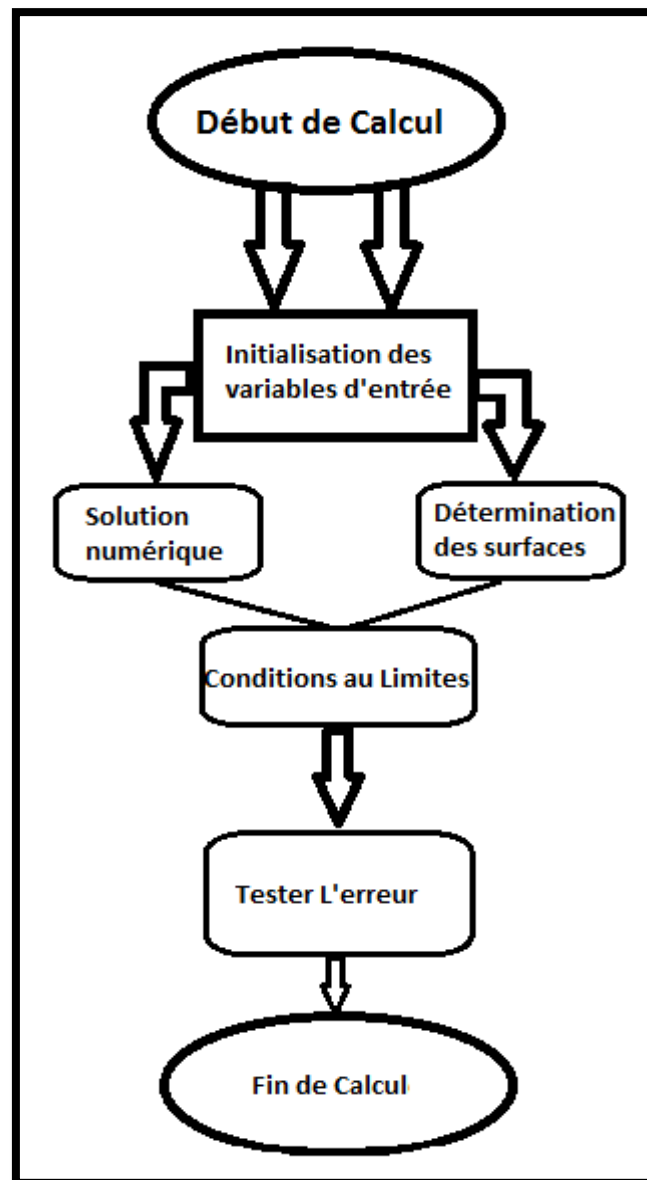 Début de Calcul
Initialisation des
variables d'entrée
Solution
numérique
Détermination
des surfaces
Conditions au Limites
Tester L'erreur
Fin de Calcul